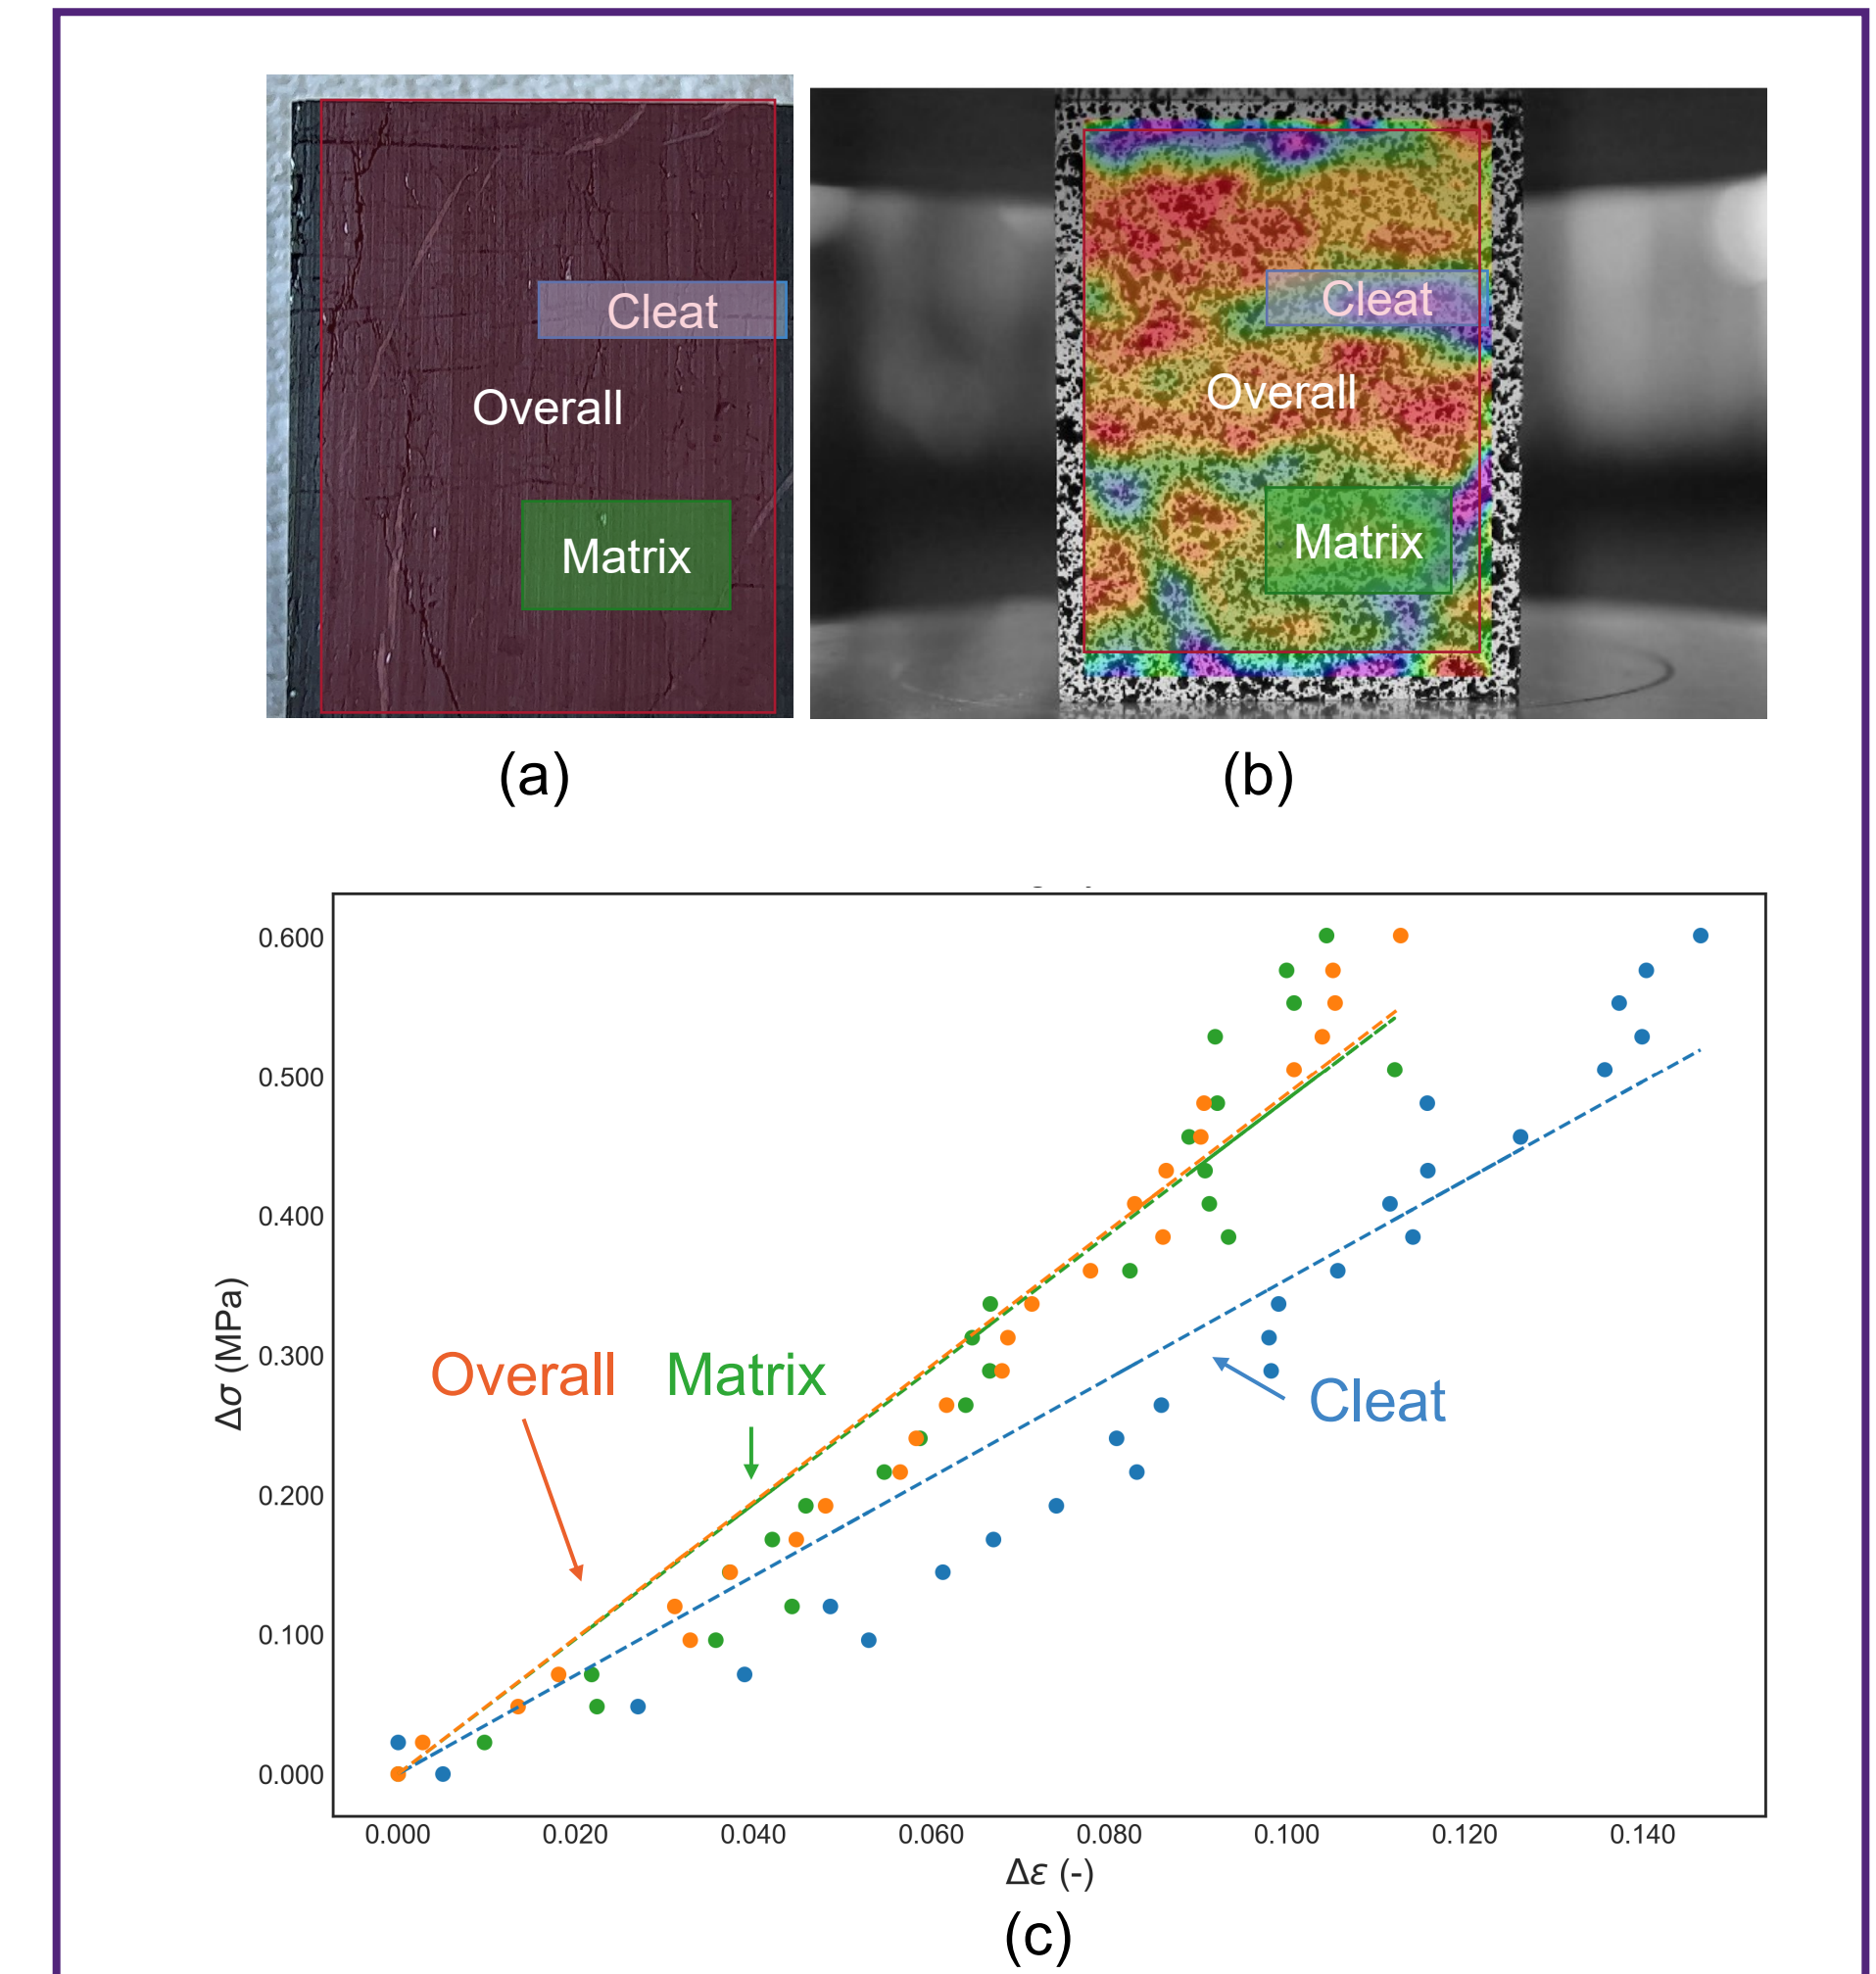 Cleat
Overall
Matrix
(a)
Cleat
Overall
Matrix
(b)
0.600
0.500
0.400
0.300
0.200
0.100
0.000
Δσ (MPa)
Overall
Matrix
Cleat
0.000 0.020 0.040 0.060 0.080 0.100 0.120 0.140
Δε (-)
(c)